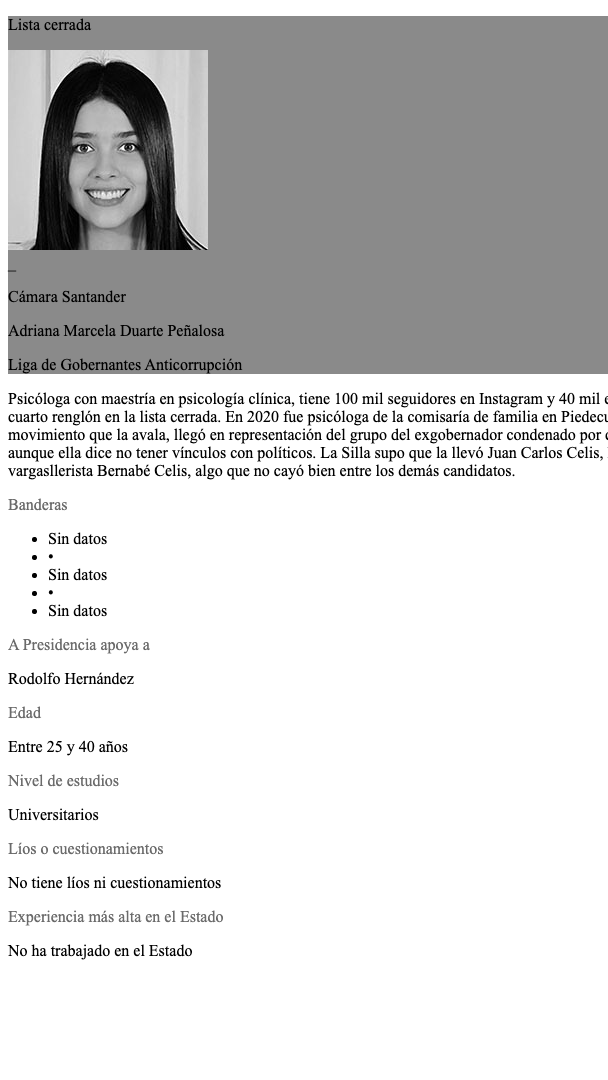 Lista cerrada
_
Cámara Santander
Adriana Marcela Duarte Peñalosa
Liga de Gobernantes Anticorrupción
Psicóloga con maestría en psicología clínica, tiene 100 mil seguidores en Instagram y 40 mil
cuarto renglón en la lista cerrada. En 2020 fue psicóloga de la comisaría de familia en
movimiento que la avala, llegó en representación del grupo del exgobernador condenado por
aunque ella dice no tener vínculos con políticos. La Silla supo que la llevó Juan Carlos Celis,
vargasllerista Bernabé Celis, algo que no cayó bien entre los demás candidatos.
Banderas
• Sin datos
• •
• Sin datos
• •
• Sin datos
A Presidencia apoya a
Rodolfo Hernández
Edad
Entre 25 y 40 años
Nivel de estudios
Universitarios
Líos o cuestionamientos
No tiene líos ni cuestionamientos
Experiencia más alta en el Estado
No ha trabajado en el Estado